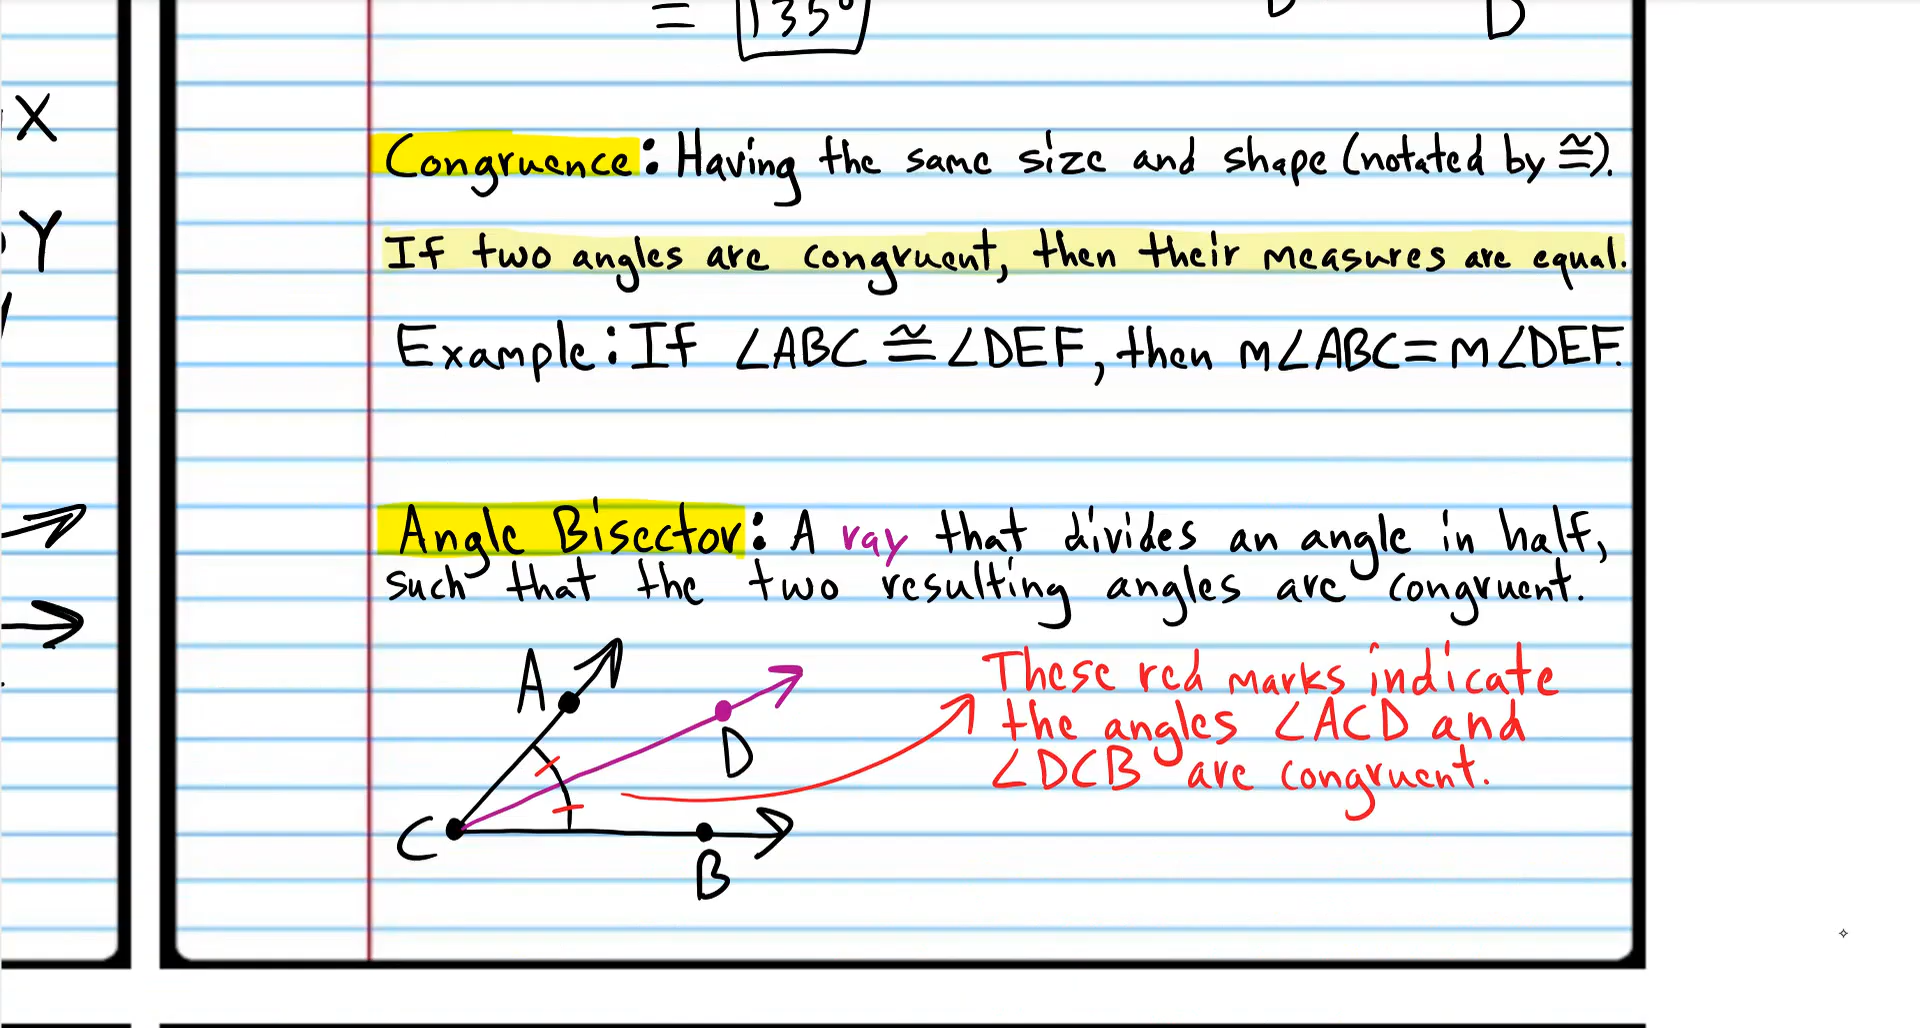 = 135°
D
X
Y
Congruence: Having the same size and shape (notated by ≅).
If two angles are congruent, then their measures are equal.
Example: If ∠ABC ≅ ∠DEF, then m∠ABC = m∠DEF.
Angle Bisector: A ray that divides an angle in half,
such that the two resulting angles are congruent.
A
D
C
B
These red marks indicate
the angles ∠ACD and
∠DCB are congruent.